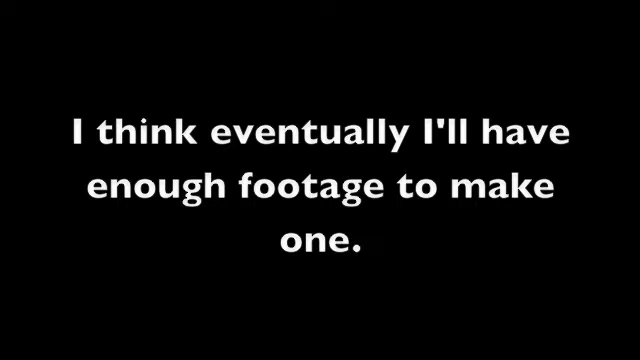 I think eventually I'll have
enough footage to make
one.